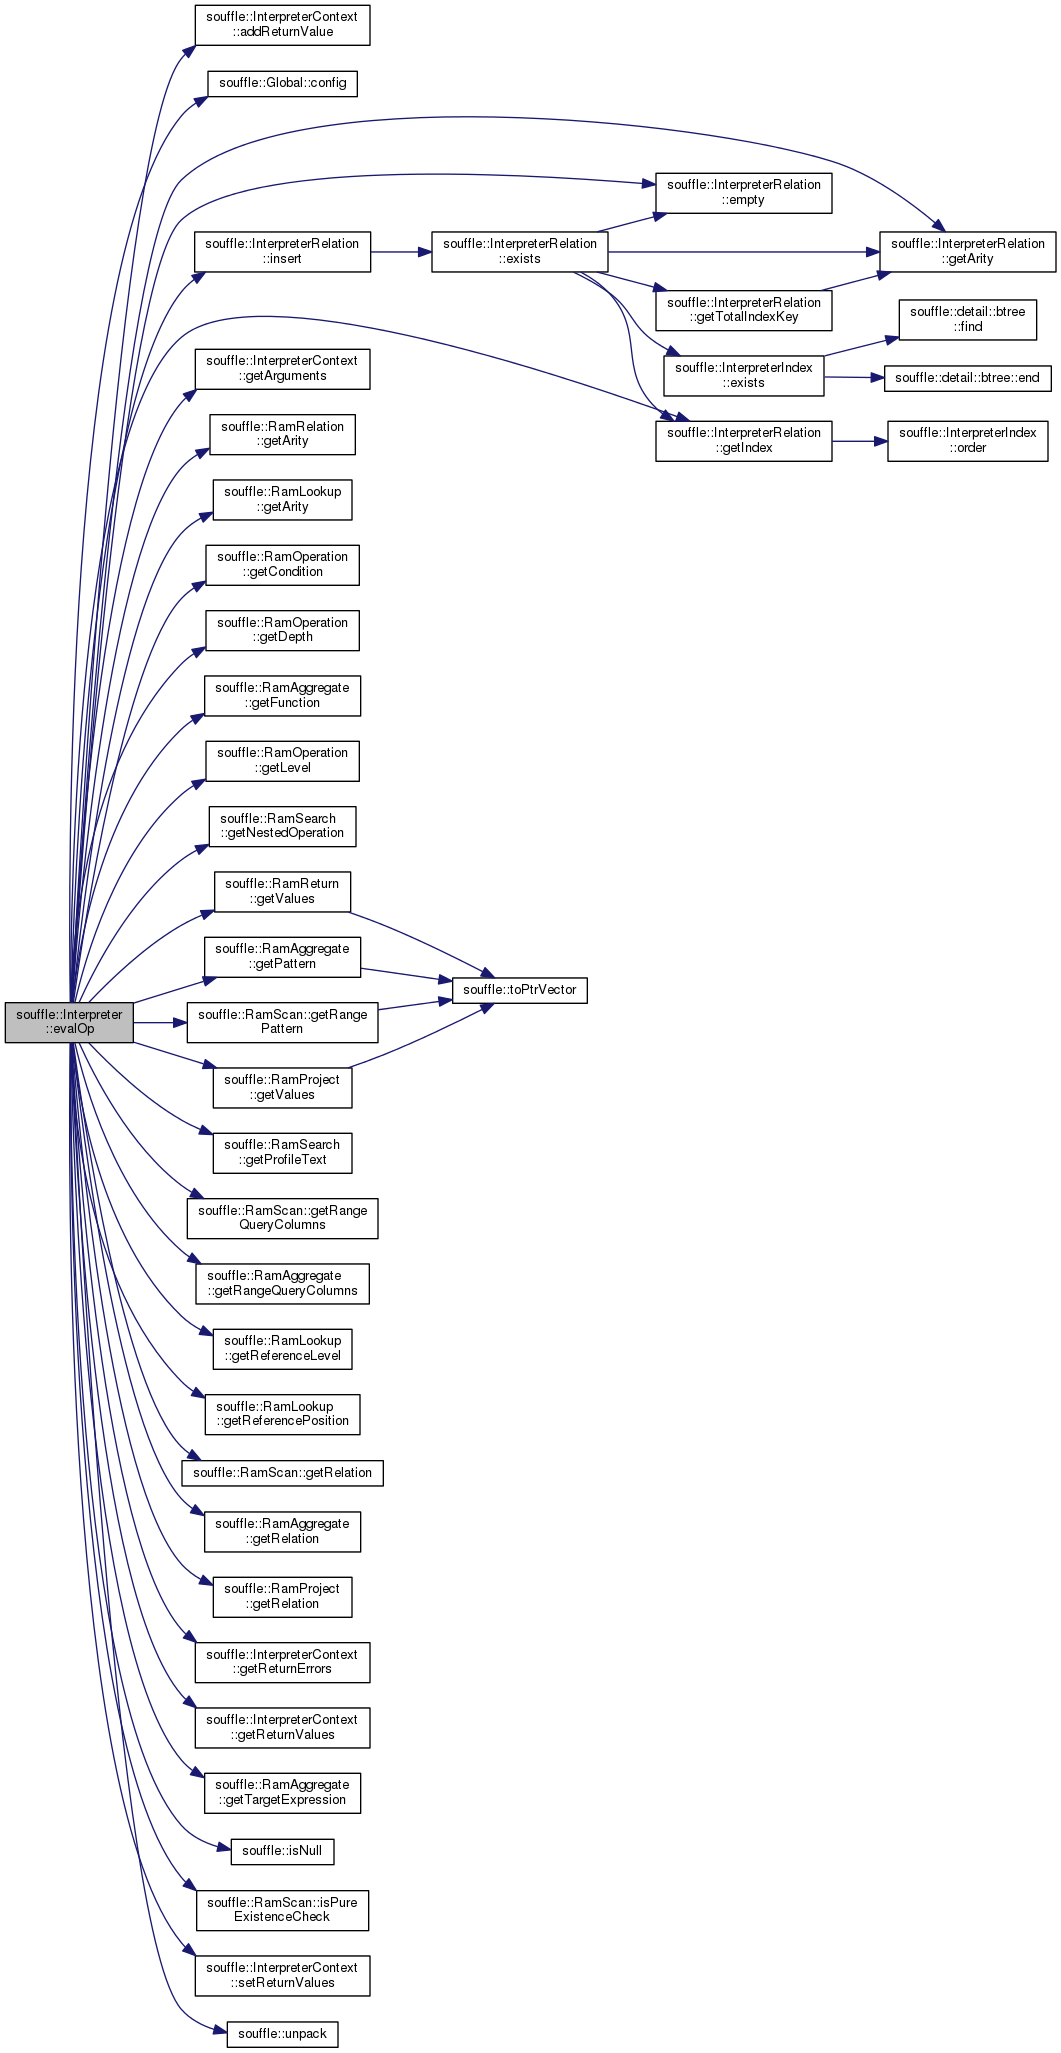 souffle::InterpreterContext
::addReturnValue
souffle::Global::config
souffle::InterpreterRelation
::empty
souffle::InterpreterRelation
::insert
souffle::InterpreterRelation
::exists
souffle::InterpreterRelation
::getArity
souffle::InterpreterRelation
::getTotalIndexKey
souffle::detail::btree
::find
souffle::InterpreterContext
::getArguments
souffle::InterpreterIndex
::exists
souffle::detail::btree::end
souffle::RamRelation
::getArity
souffle::InterpreterRelation
::getIndex
souffle::InterpreterIndex
::order
souffle::RamLookup
::getArity
souffle::RamOperation
::getCondition
souffle::RamOperation
::getDepth
souffle::RamAggregate
::getFunction
souffle::RamOperation
::getLevel
souffle::RamSearch
::getNestedOperation
souffle::RamReturn
::getValues
souffle::RamAggregate
::getPattern
souffle::toPtrVector
souffle::Interpreter
::evalOp
souffle::RamScan::getRange
Pattern
souffle::RamProject
::getValues
souffle::RamSearch
::getProfileText
souffle::RamScan::getRange
QueryColumns
souffle::RamAggregate
::getRangeQueryColumns
souffle::RamLookup
::getReferenceLevel
souffle::RamLookup
::getReferencePosition
souffle::RamScan::getRelation
souffle::RamAggregate
::getRelation
souffle::RamProject
::getRelation
souffle::InterpreterContext
::getReturnErrors
souffle::InterpreterContext
::getReturnValues
souffle::RamAggregate
::getTargetExpression
souffle::isNull
souffle::RamScan::isPure
ExistenceCheck
souffle::InterpreterContext
::setReturnValues
souffle::unpack